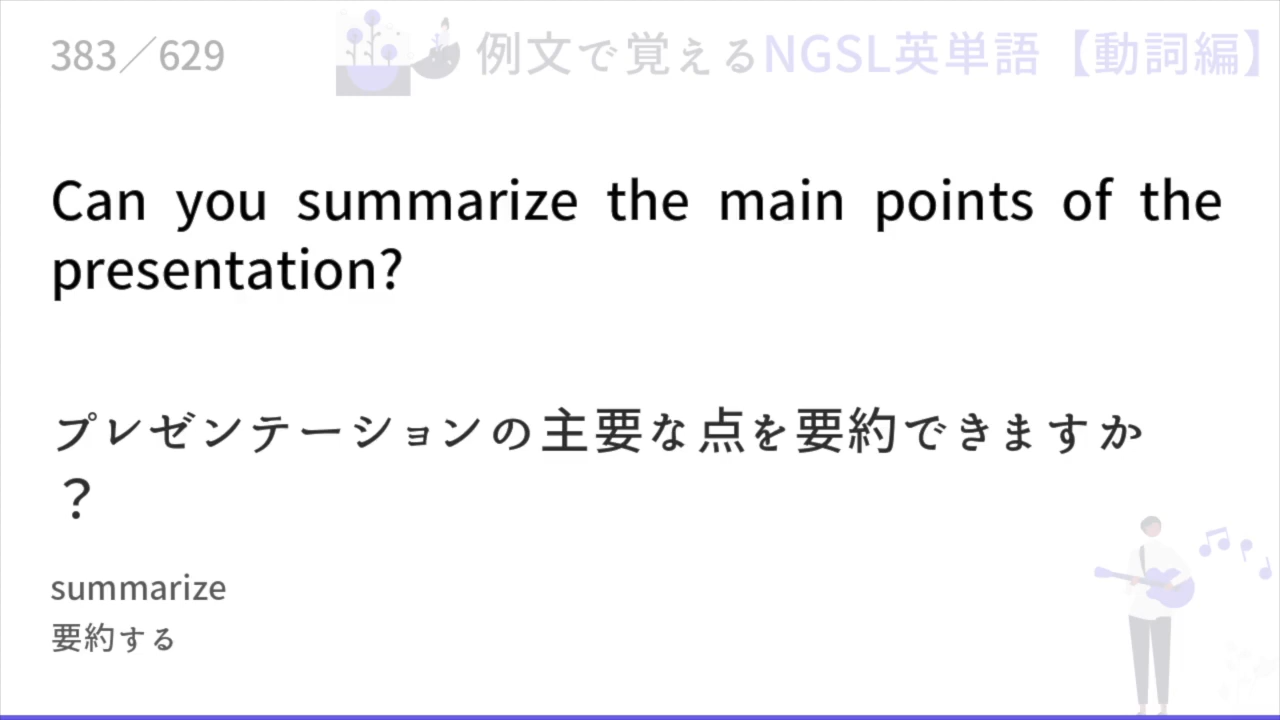 383／629
例文で覚えるNGSL英単語【動詞編】
Can you summarize the main points of the
presentation?
プレゼンテーションの主要な点を要約できますか
？
summarize
要約する